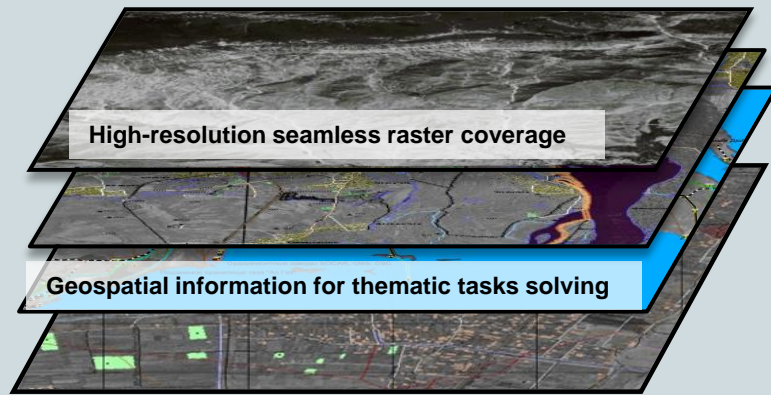 High-resolution seamless raster coverage
Geospatial information for thematic tasks solving